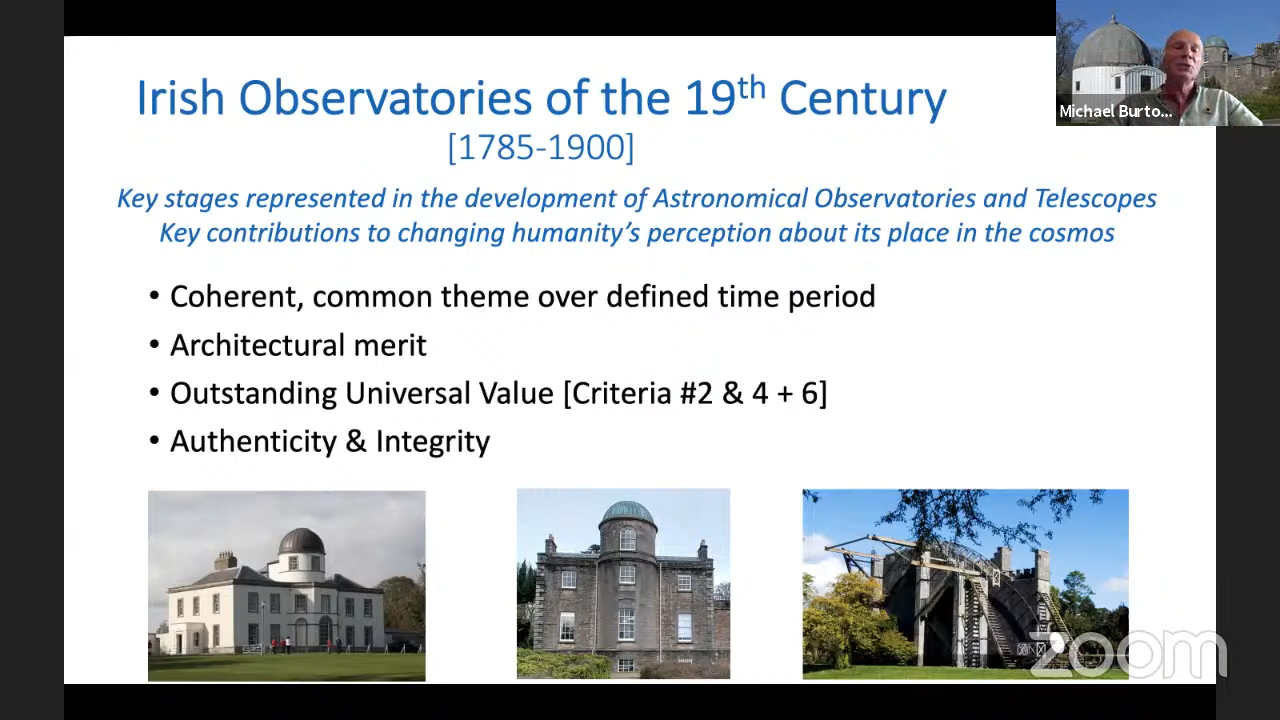 Irish Observatories of the 19th Century
[1785-1900]
Key stages represented in the development of Astronomical Observatories and Telescopes
Key contributions to changing humanity's perception about its place in the cosmos
• Coherent, common theme over defined time period
• Architectural merit
• Outstanding Universal Value [Criteria #2 & 4 + 6]
• Authenticity & Integrity
Michael Burto...
zoom